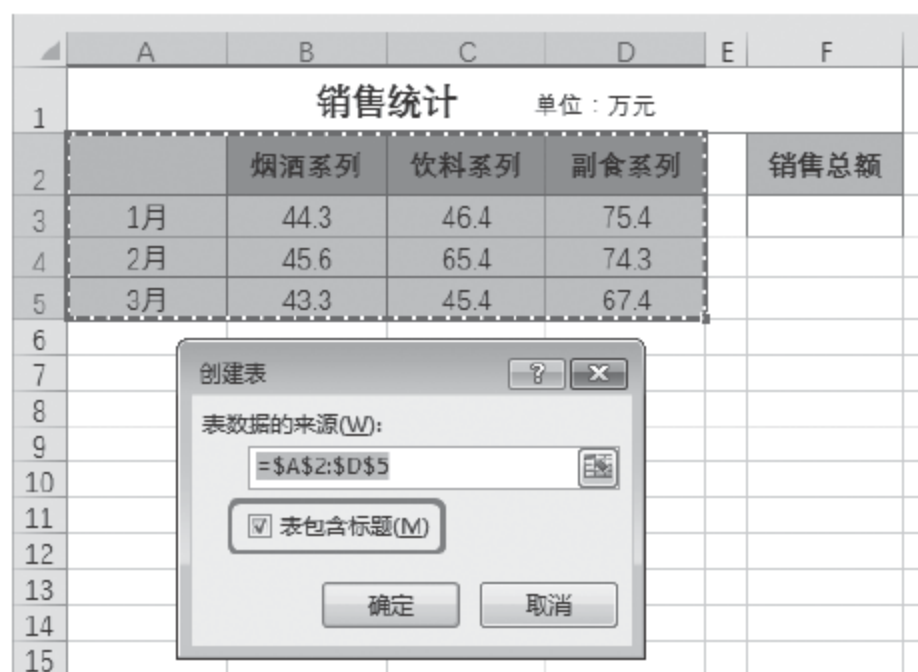 A B C D E F
1 销售统计 单位：万元
2 烟酒系列 饮料系列 副食系列 销售总额
3 1月 44.3 46.4 75.4
4 2月 45.6 65.4 74.3
5 3月 43.3 45.4 67.4
6
7 创建表 ?
8 表数据的来源(W):
9
10 =$A$2:$D$5
11 表包含标题(M)
12
13 确定 取消
14
15